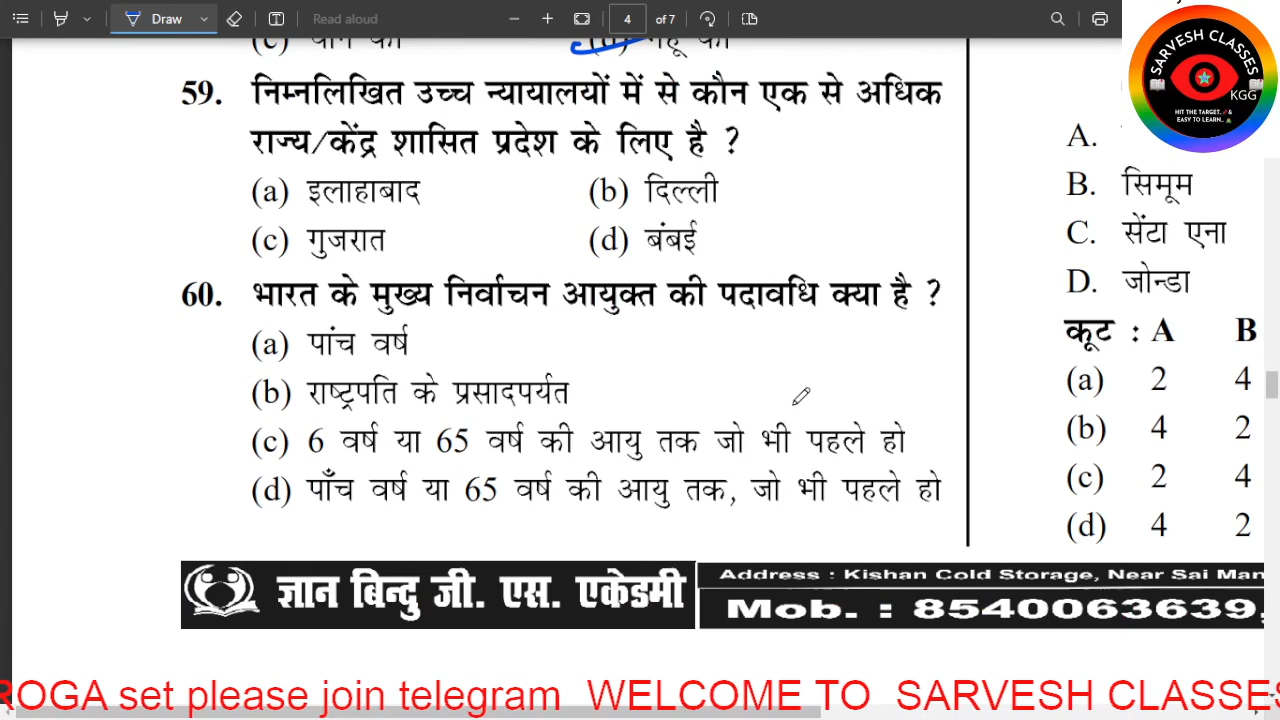 Draw
Read aloud
4 of 7
59. निम्नलिखित उच्च न्यायालयों में से कौन एक से अधिक
राज्य/केंद्र शासित प्रदेश के लिए है ?
(a) इलाहाबाद (b) दिल्ली
(c) गुजरात (d) बंबई
60. भारत के मुख्य निर्वाचन आयुक्त की पदावधि क्या है ?
(a) पांच वर्ष
(b) राष्ट्रपति के प्रसादपर्यत
(c) 6 वर्ष या 65 वर्ष की आयु तक जो भी पहले हो
(d) पाँच वर्ष या 65 वर्ष की आयु तक, जो भी पहले हो
A.
B. सिमूम
C. सेंटा एना
D. जोन्डा
कूट : A B
(a) 2 4
(b) 4 2
(c) 2 4
(d) 4 2
SARVESH CLASSES
KGG
HIT THE TARGET..
EASY TO LEARN..
ज्ञान बिन्दु जी. एस. एकेडमी
Address : Kishan Cold Storage, Near Sai Man
Mob. : 8540063639,
ROGA set please join telegram WELCOME TO SARVESH CLASSES